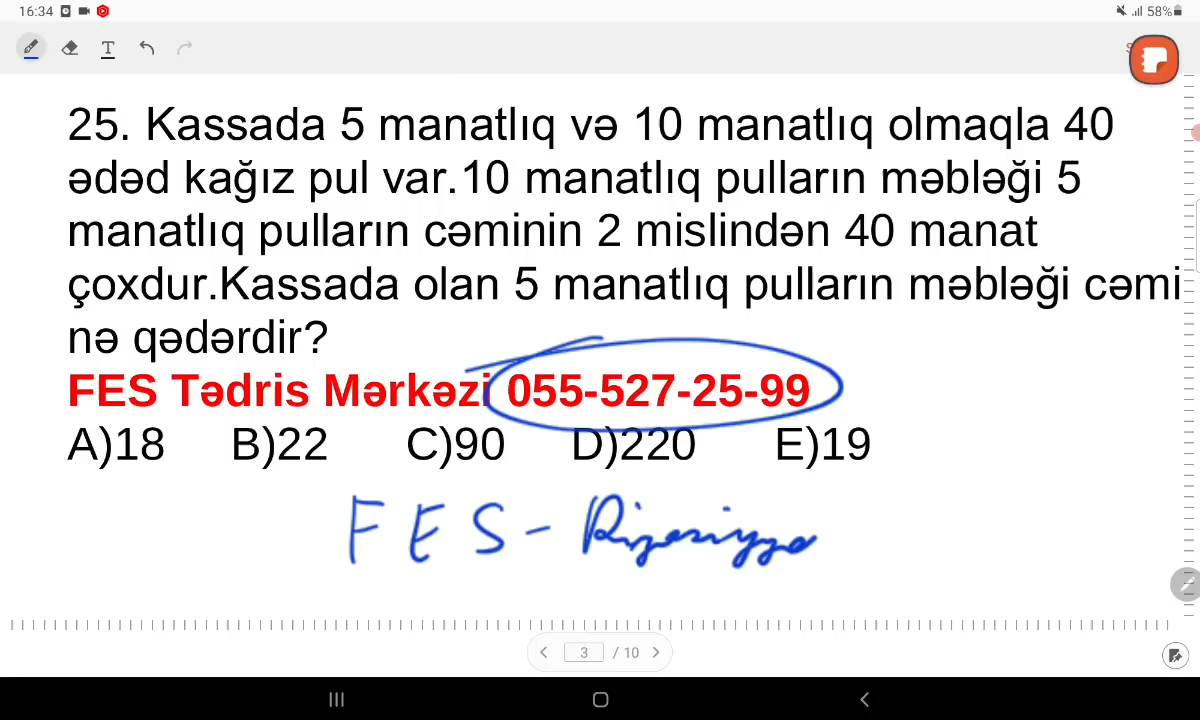 16:34
58%
T
25. Kassada 5 manatlıq və 10 manatlıq olmaqla 40
ədəd kağız pul var.10 manatlıq pulların məbləği 5
manatlıq pulların cəminin 2 mislindən 40 manat
çoxdur.Kassada olan 5 manatlıq pulların məbləği cəmi
nə qədərdir?
FES Tədris Mərkəzi 055-527-25-99
A)18 B)22 C)90 D)220 E)19
FES - Riyaziyyat
3 / 10